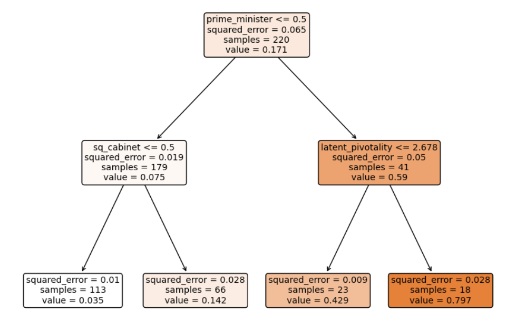 prime_minister <= 0.5
squared_error = 0.065
samples = 220
value = 0.171
sq_cabinet <= 0.5
squared_error = 0.019
samples = 179
value = 0.075
latent_pivotality <= 2.678
squared_error = 0.05
samples = 41
value = 0.59
squared_error = 0.01
samples = 113
value = 0.035
squared_error = 0.028
samples = 66
value = 0.142
squared_error = 0.009
samples = 23
value = 0.429
squared_error = 0.028
samples = 18
value = 0.797